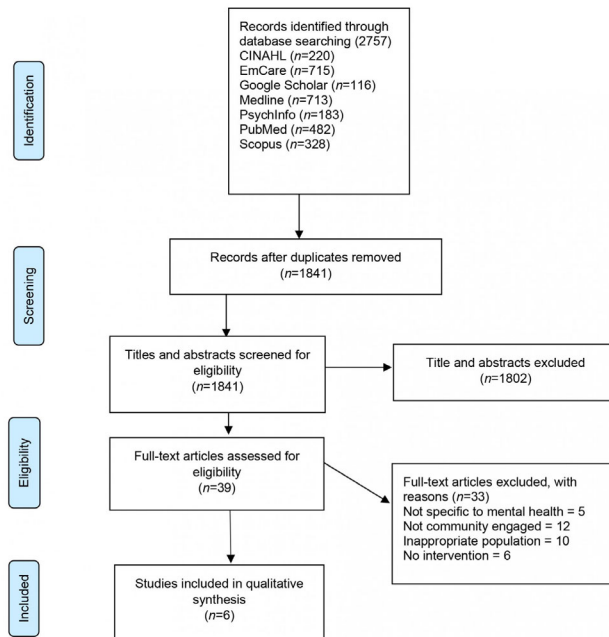 Identification
Records identified through
database searching (2757)
CINAHL (n=220)
EmCare (n=715)
Google Scholar (n=116)
Medline (n=713)
PsychInfo (n=183)
PubMed (n=482)
Scopus (n=328)
Screening
Records after duplicates removed
(n=1841)
Titles and abstracts screened for
eligibility
(n=1841)
Title and abstracts excluded
(n=1802)
Eligibility
Full-text articles assessed for
eligibility
(n=39)
Full-text articles excluded, with
reasons (n=33)
Not specific to mental health = 5
Not community engaged = 12
Inappropriate population = 10
No intervention = 6
Included
Studies included in qualitative
synthesis
(n=6)